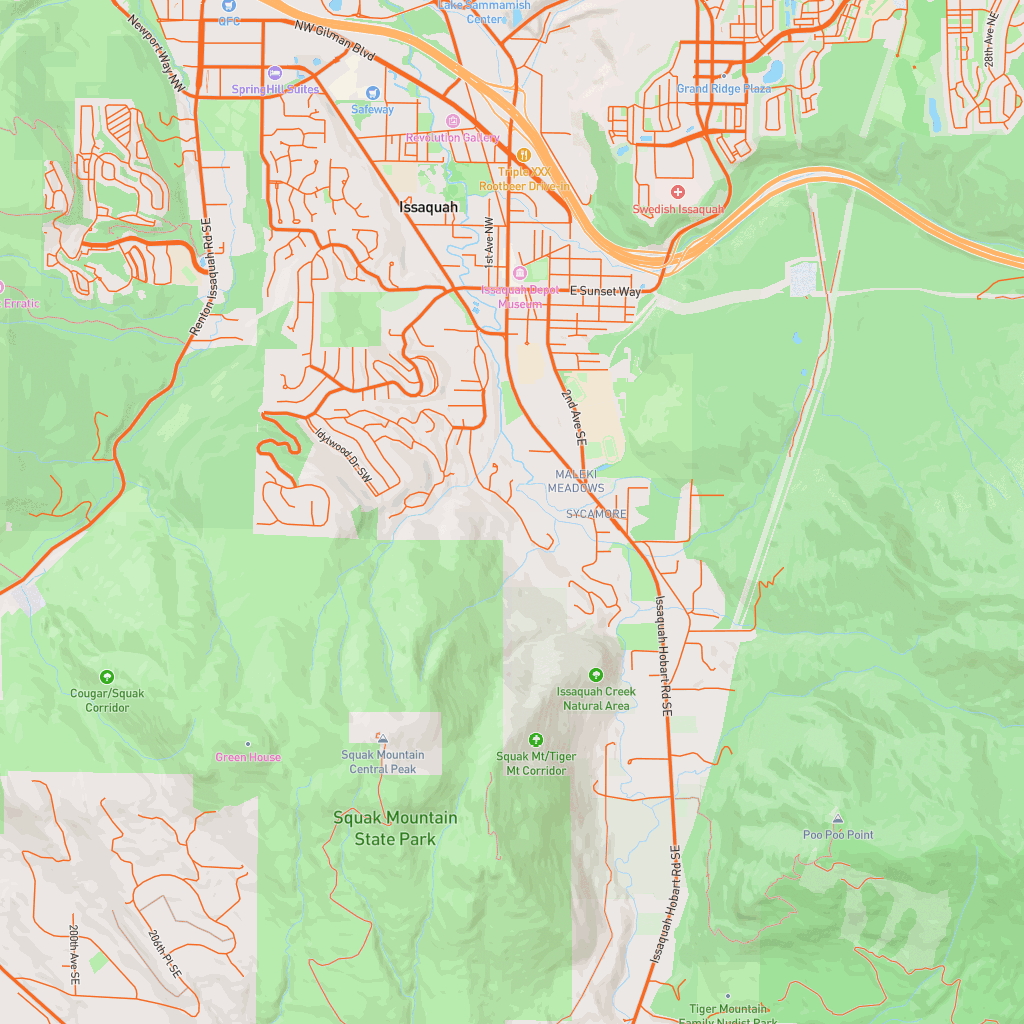 Lake Sammamish
Center
QFC
NW Gilman Blvd
Newport Way NW
28th Ave NE
SpringHill Suites
Safeway
Grand Ridge Plaza
Revolution Gallery
Triple XXX
Rootbeer Drive-in
Swedish Issaquah
Issaquah
1st Ave NW
Renton Issaquah Rd SE
Issaquah Depot
Museum
E Sunset Way
Erratic
2nd Ave SE
Idylwood Dr SW
MALEKI
MEADOWS
SYCAMORE
Issaquah Hobart Rd SE
Cougar/Squak
Corridor
Issaquah Creek
Natural Area
Green House
Squak Mountain
Central Peak
Squak Mt/Tiger
Mt Corridor
Squak Mountain
State Park
Poo Poo Point
Issaquah Hobart Rd SE
200th Ave SE
206th Pl SE
Tiger Mountain
Family Nudist Park